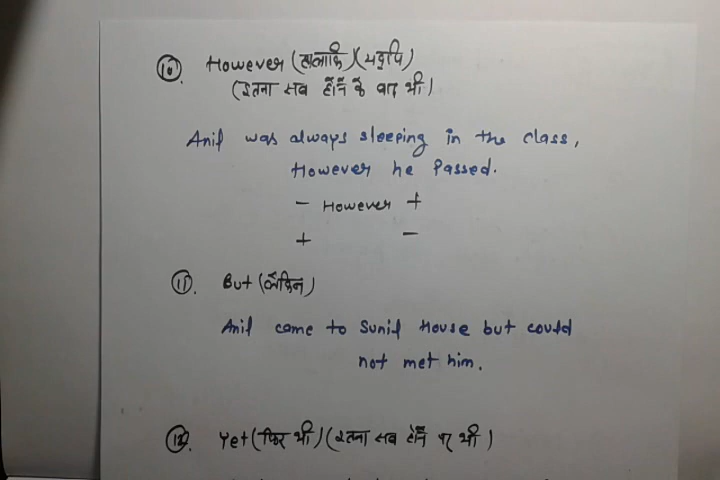 10. However (हालांकि) (यद्यपि)
(इतना सब होने के बाद भी)
Anil was always sleeping in the class,
However he Passed.
- However +
+ -
11. But (लेकिन)
Anil came to Sunil House but could
not met him.
12. Yet (फिर भी) (इतना सब होने पर भी)